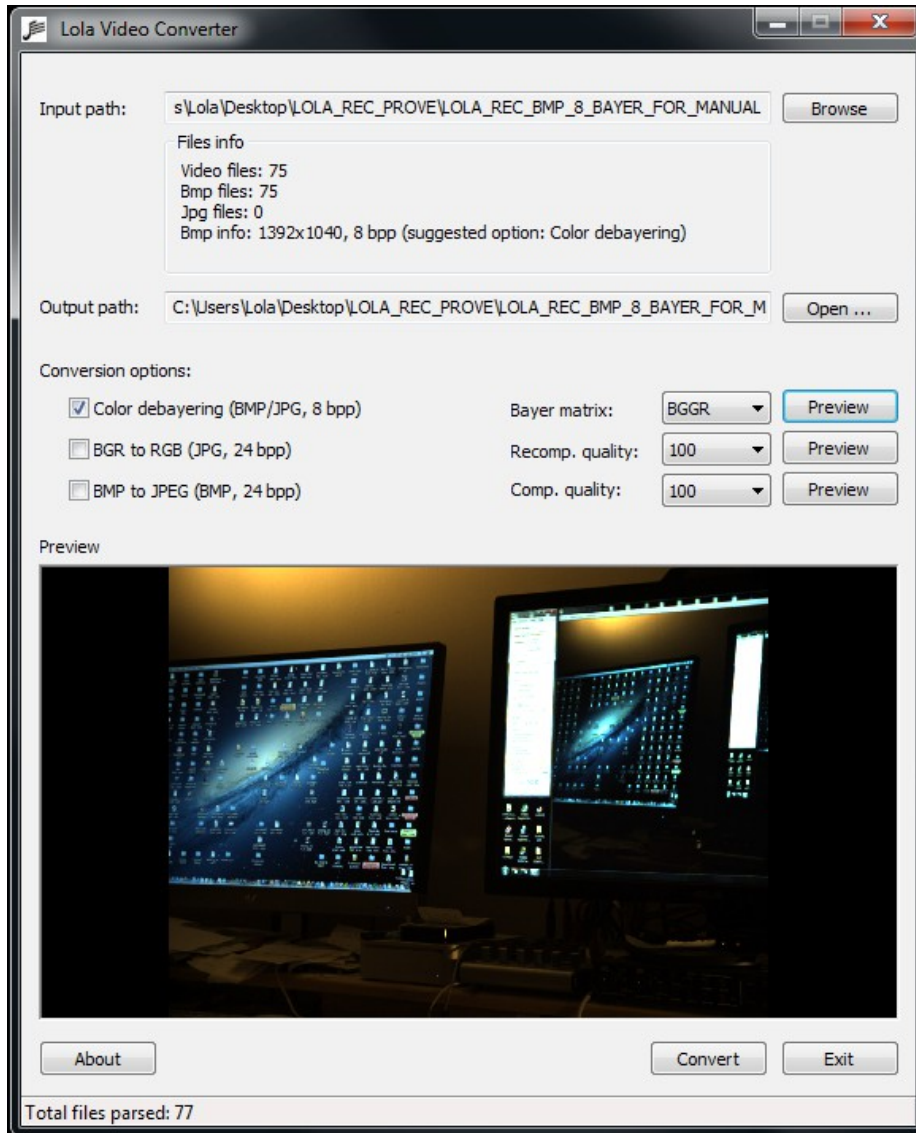 Lola Video Converter
Input path: s\Lola\Desktop\LOLA_REC_PROVE\LOLA_REC_BMP_8_BAYER_FOR_MANUAL Browse
Files info
Video files: 75
Bmp files: 75
Jpg files: 0
Bmp info: 1392x1040, 8 bpp (suggested option: Color debayering)
Output path: C:\Users\Lola\Desktop\LOLA_REC_PROVE\LOLA_REC_BMP_8_BAYER_FOR_M Open ...
Conversion options:
Color debayering (BMP/JPG, 8 bpp) Bayer matrix: BGGR Preview
BGR to RGB (JPG, 24 bpp) Recomp. quality: 100 Preview
BMP to JPEG (BMP, 24 bpp) Comp. quality: 100 Preview
Preview
About Convert Exit
Total files parsed: 77